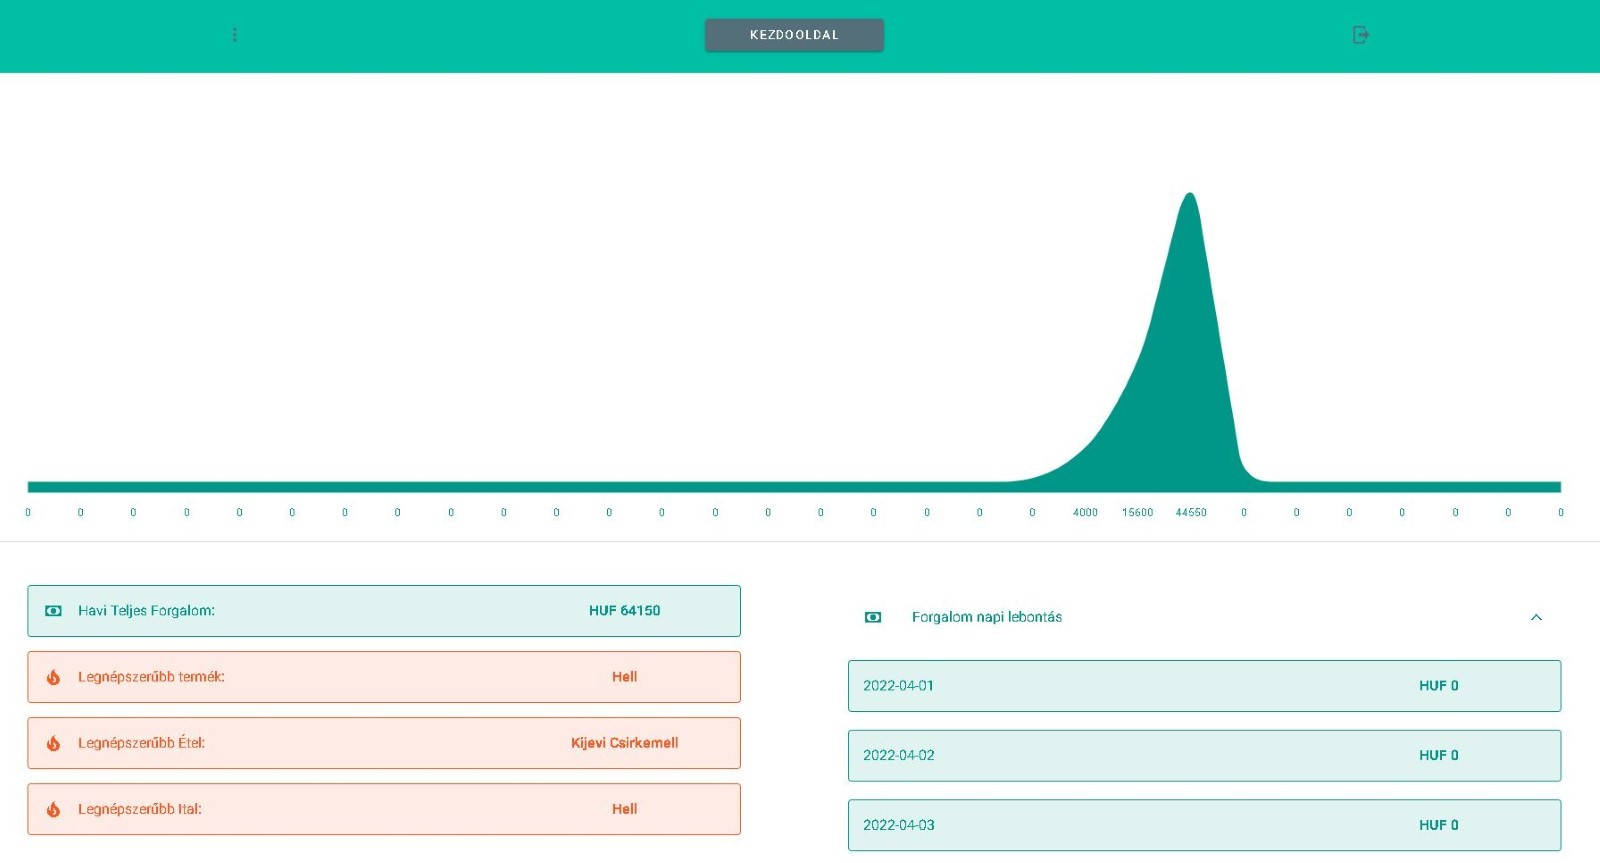 KEZDOOLDAL
0 0 0 0 0 0 0 0 0 0 0 0 0 0 0 0 0 0 0 0 4000 15600 44550 0 0 0 0 0 0 0
Havi Teljes Forgalom: HUF 64150
Legnépszerűbb termék: Hell
Legnépszerűbb Étel: Kijevi Csirkemell
Legnépszerűbb Ital: Hell
Forgalom napi lebontás
2022-04-01 HUF 0
2022-04-02 HUF 0
2022-04-03 HUF 0